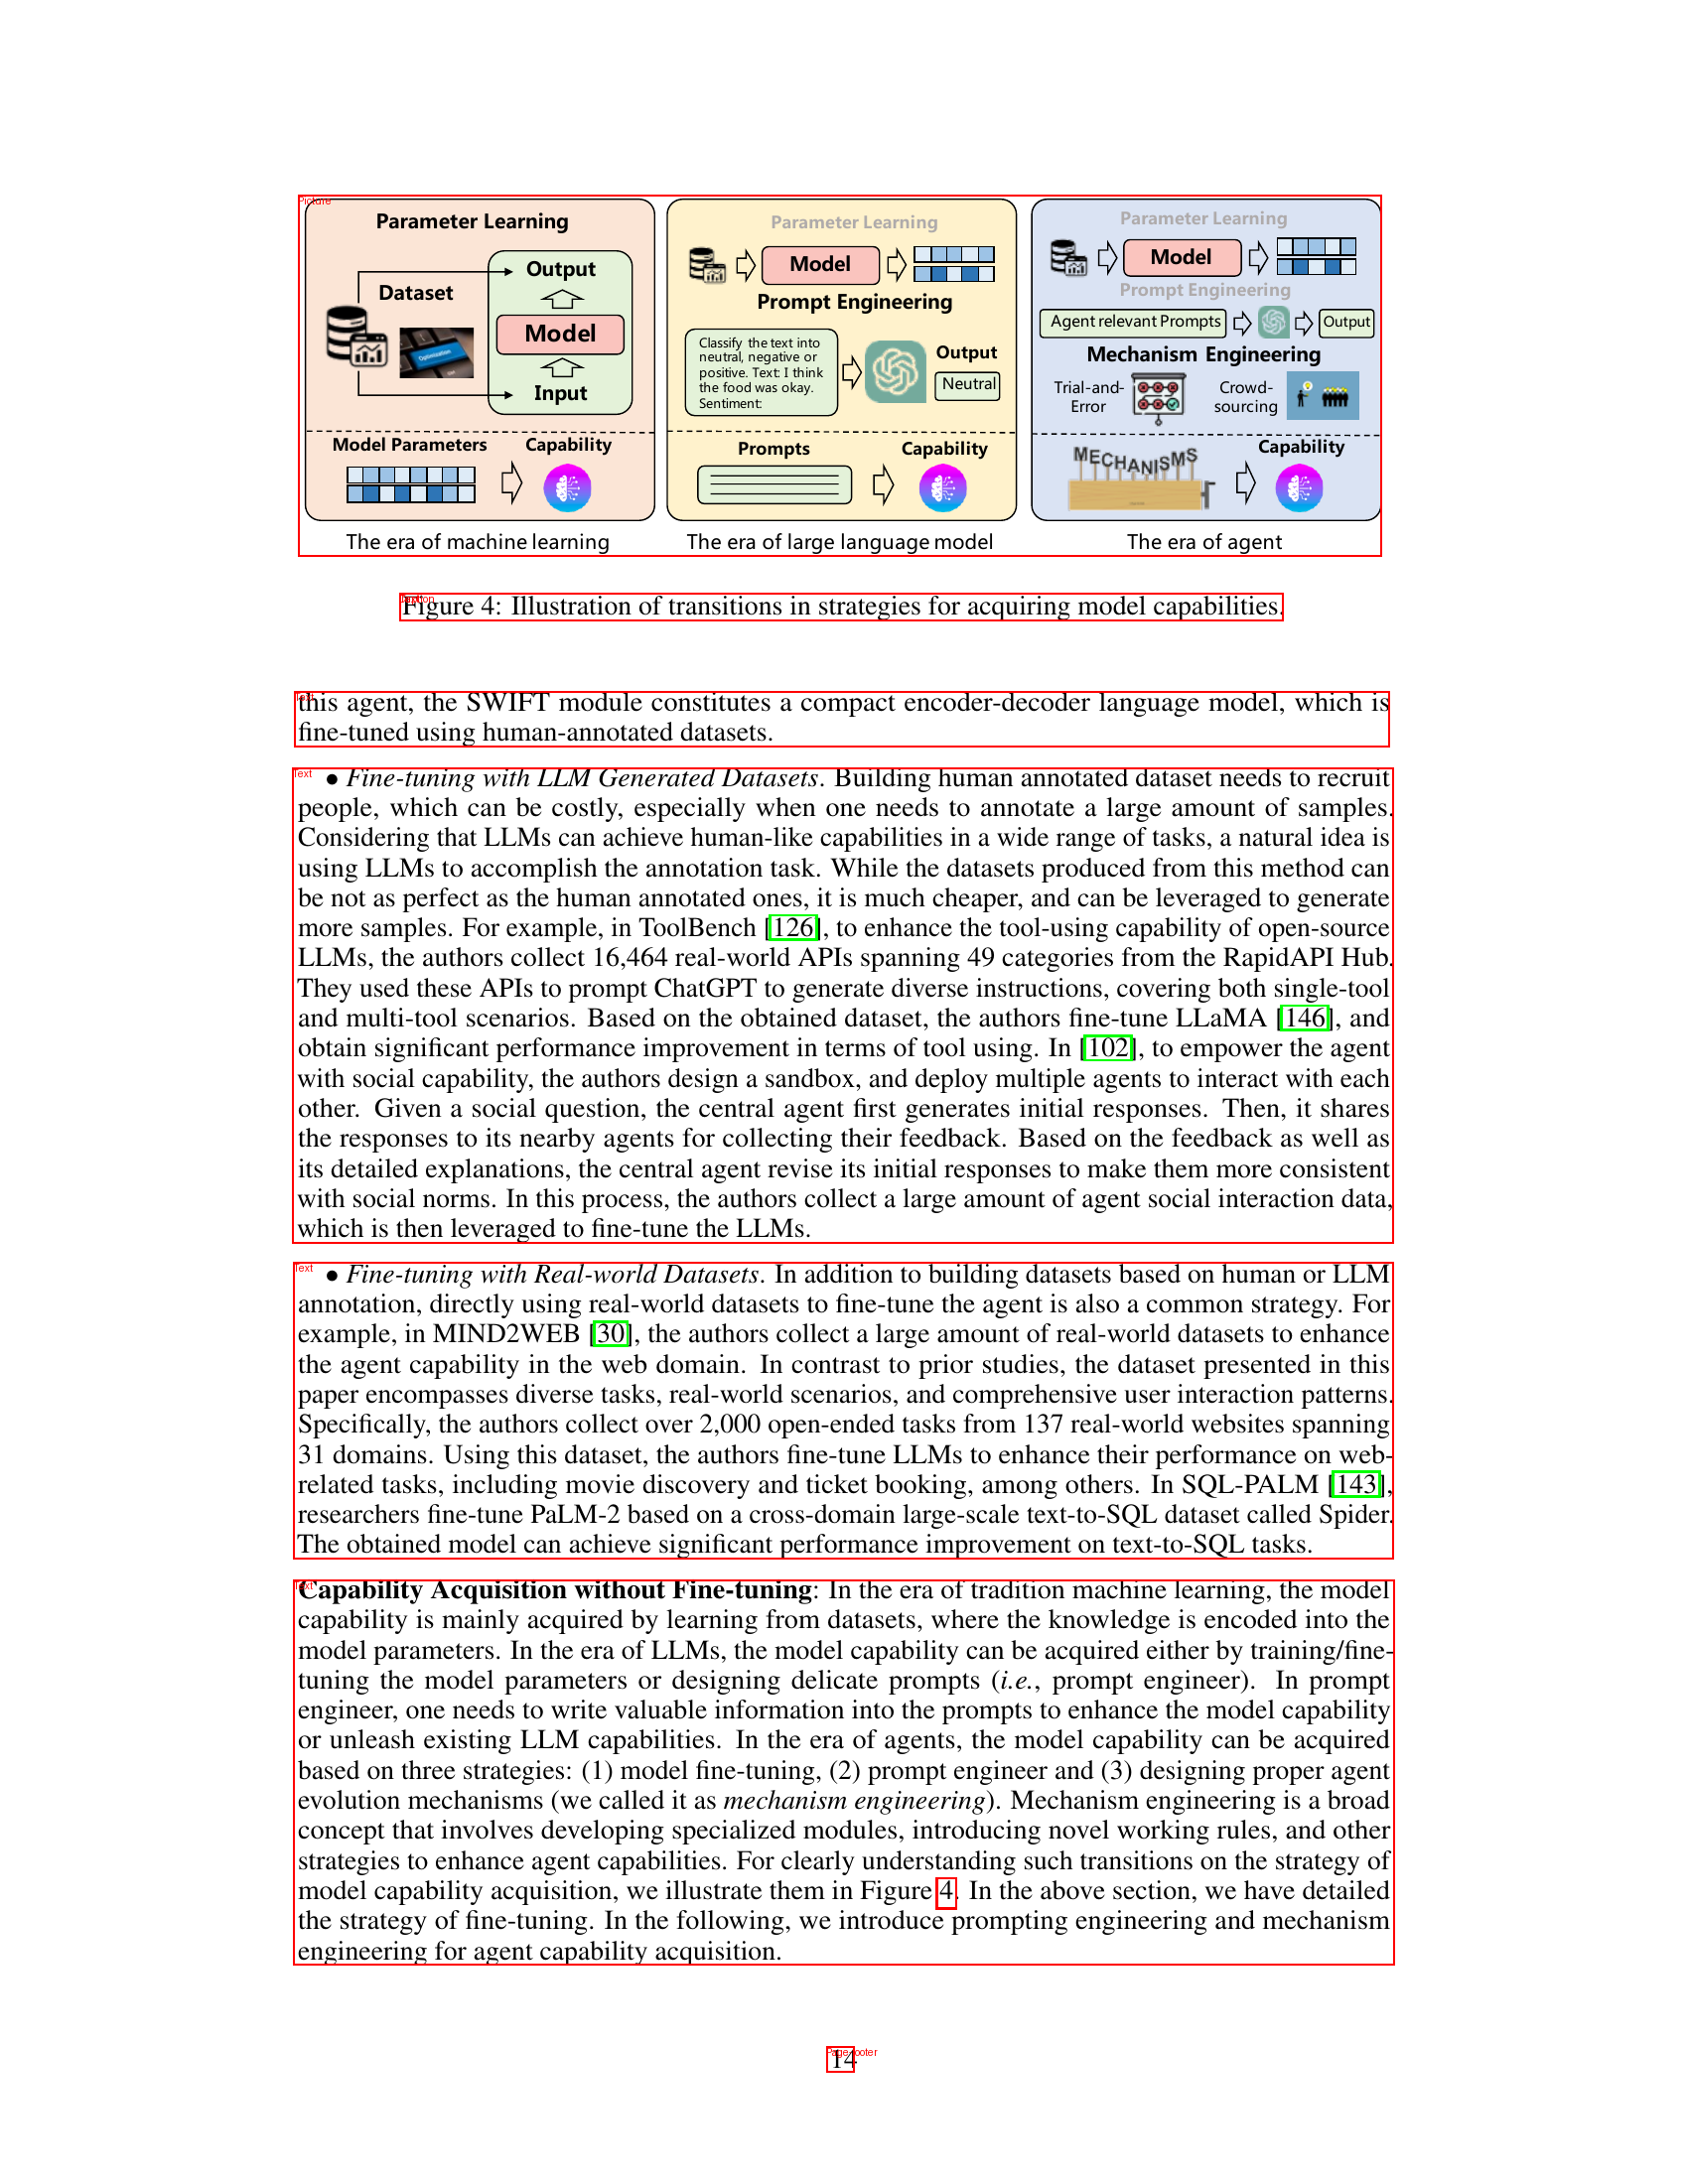 Picture
Parameter Learning
Output
Dataset
Model
Input
Model Parameters
Capability
The era of machine learning
Parameter Learning
Model
Prompt Engineering
Classify the text into
neutral, negative or
positive. Text: I think
the food was okay.
Sentiment:
Output
Neutral
Prompts
Capability
The era of large language model
Parameter Learning
Model
Prompt Engineering
Agent relevant Prompts
Output
Mechanism Engineering
Trial-and-
Error
Crowd-
sourcing
MECHANISMS
Capability
The era of agent
Figure 4: Illustration of transitions in strategies for acquiring model capabilities.
Text
this agent, the SWIFT module constitutes a compact encoder-decoder language model, which is
fine-tuned using human-annotated datasets.
Text
• Fine-tuning with LLM Generated Datasets. Building human annotated dataset needs to recruit
people, which can be costly, especially when one needs to annotate a large amount of samples.
Considering that LLMs can achieve human-like capabilities in a wide range of tasks, a natural idea is
using LLMs to accomplish the annotation task. While the datasets produced from this method can
be not as perfect as the human annotated ones, it is much cheaper, and can be leveraged to generate
more samples. For example, in ToolBench [126], to enhance the tool-using capability of open-source
LLMs, the authors collect 16,464 real-world APIs spanning 49 categories from the RapidAPI Hub.
They used these APIs to prompt ChatGPT to generate diverse instructions, covering both single-tool
and multi-tool scenarios. Based on the obtained dataset, the authors fine-tune LLaMA [146], and
obtain significant performance improvement in terms of tool using. In [102], to empower the agent
with social capability, the authors design a sandbox, and deploy multiple agents to interact with each
other. Given a social question, the central agent first generates initial responses. Then, it shares
the responses to its nearby agents for collecting their feedback. Based on the feedback as well as
its detailed explanations, the central agent revise its initial responses to make them more consistent
with social norms. In this process, the authors collect a large amount of agent social interaction data,
which is then leveraged to fine-tune the LLMs.
Text
• Fine-tuning with Real-world Datasets. In addition to building datasets based on human or LLM
annotation, directly using real-world datasets to fine-tune the agent is also a common strategy. For
example, in MIND2WEB [30], the authors collect a large amount of real-world datasets to enhance
the agent capability in the web domain. In contrast to prior studies, the dataset presented in this
paper encompasses diverse tasks, real-world scenarios, and comprehensive user interaction patterns.
Specifically, the authors collect over 2,000 open-ended tasks from 137 real-world websites spanning
31 domains. Using this dataset, the authors fine-tune LLMs to enhance their performance on web-
related tasks, including movie discovery and ticket booking, among others. In SQL-PALM [143],
researchers fine-tune PaLM-2 based on a cross-domain large-scale text-to-SQL dataset called Spider.
The obtained model can achieve significant performance improvement on text-to-SQL tasks.
Text
Capability Acquisition without Fine-tuning: In the era of tradition machine learning, the model
capability is mainly acquired by learning from datasets, where the knowledge is encoded into the
model parameters. In the era of LLMs, the model capability can be acquired either by training/fine-
tuning the model parameters or designing delicate prompts (i.e., prompt engineer). In prompt
engineer, one needs to write valuable information into the prompts to enhance the model capability
or unleash existing LLM capabilities. In the era of agents, the model capability can be acquired
based on three strategies: (1) model fine-tuning, (2) prompt engineer and (3) designing proper agent
evolution mechanisms (we called it as mechanism engineering). Mechanism engineering is a broad
concept that involves developing specialized modules, introducing novel working rules, and other
strategies to enhance agent capabilities. For clearly understanding such transitions on the strategy of
model capability acquisition, we illustrate them in Figure 4. In the above section, we have detailed
the strategy of fine-tuning. In the following, we introduce prompting engineering and mechanism
engineering for agent capability acquisition.
Page-footer
14